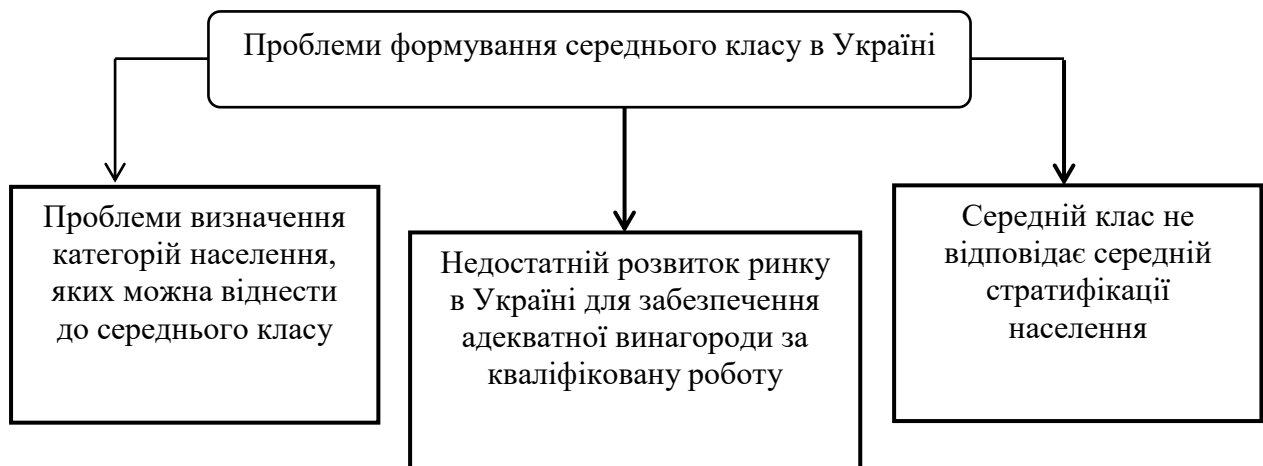 Проблеми формування середнього класу в Україні
Проблеми визначення
категорій населення,
яких можна віднести
до середнього класу
Недостатній розвиток ринку
в Україні для забезпечення
адекватної винагороди за
кваліфіковану роботу
Середній клас не
відповідає середній
стратифікації
населення